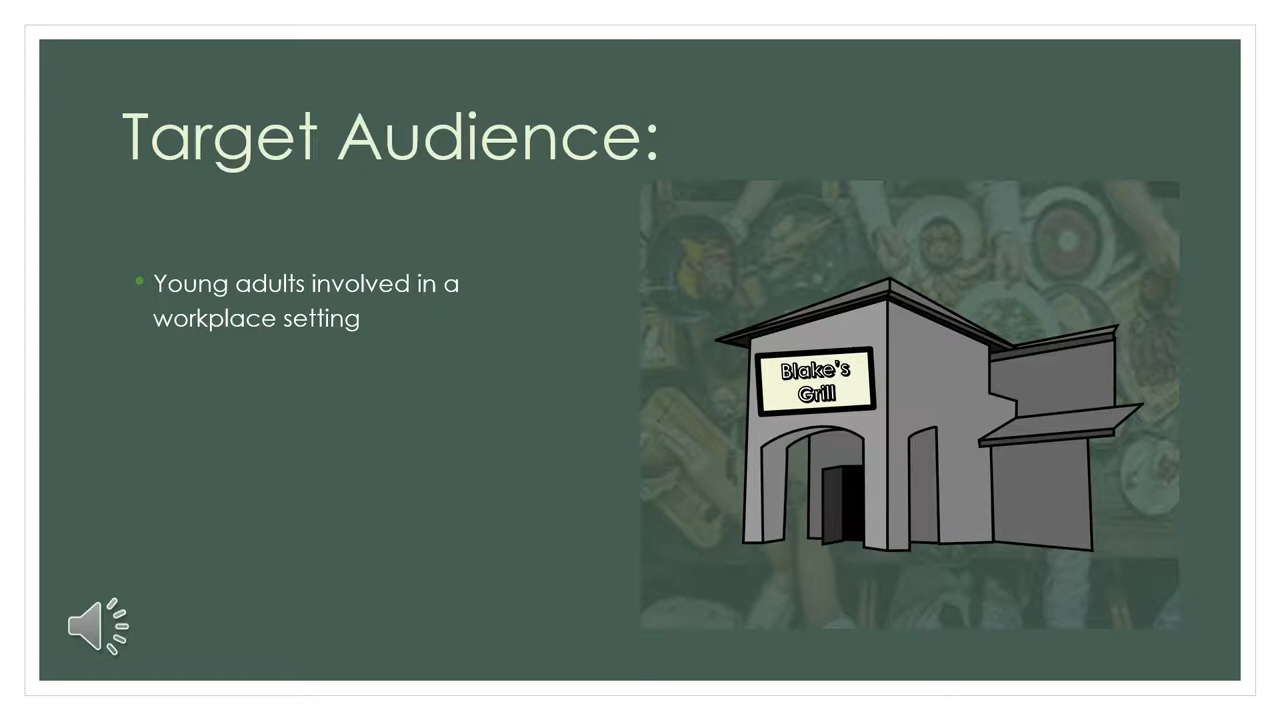 Target Audience:
Young adults involved in a
workplace setting
Blake's
Grill